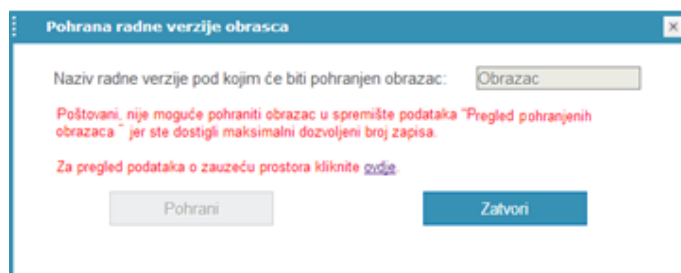 Pohrana radne verzije obrasca
Naziv radne verzije pod kojim će biti pohranjen obrazac: Obrazac
Poštovani, nije moguće pohraniti obrazac u spremište podataka "Pregled pohranjenih
obrazaca " jer ste dostigli maksimalni dozvoljeni broj zapisa.
Za pregled podataka o zauzeću prostora kliknite ovdje.
Pohrani Zatvori